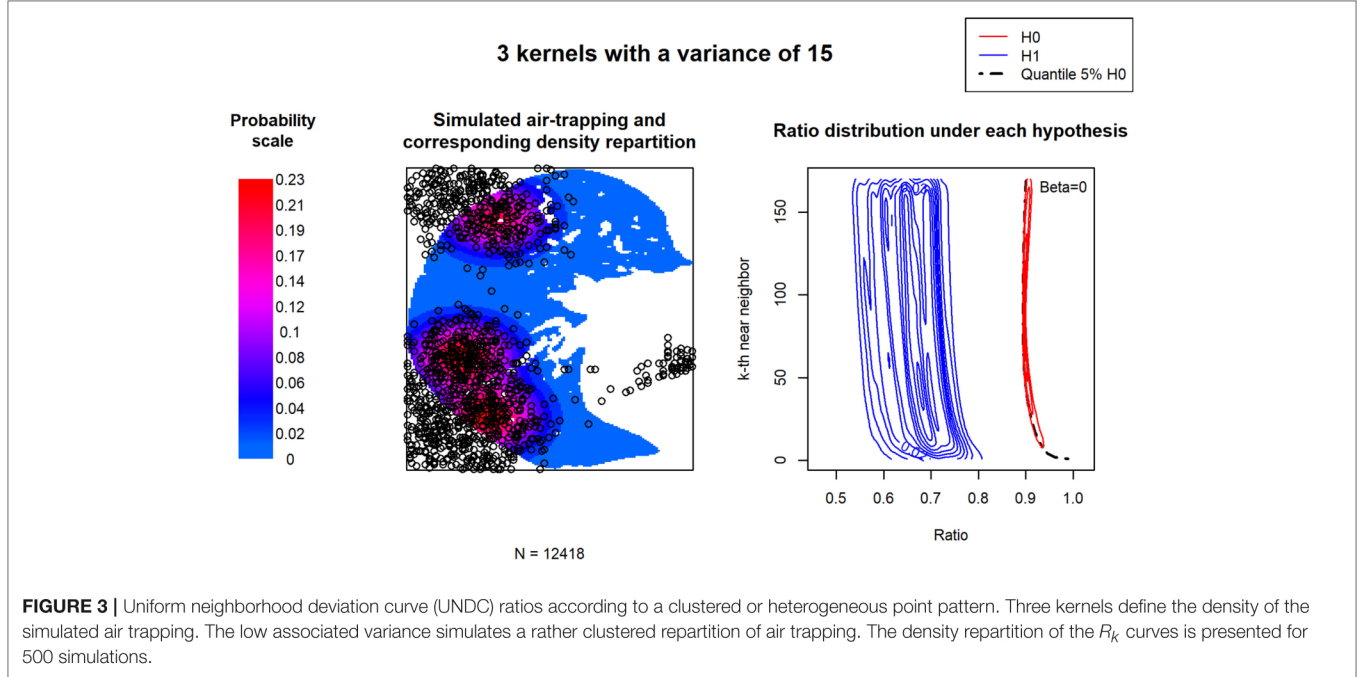 3 kernels with a variance of 15
H0
H1
Quantile 5% H0
Probability
scale
0.23
0.21
0.19
0.16
0.14
0.12
0.1
0.08
0.06
0.04
0.02
0
Simulated air-trapping and
corresponding density repartition
N = 12418
Ratio distribution under each hypothesis
Beta=0
k-th near neighbor
150
100
50
0
0.5 0.6 0.7 0.8 0.9 1.0
Ratio
FIGURE 3 | Uniform neighborhood deviation curve (UNDC) ratios according to a clustered or heterogeneous point pattern. Three kernels define the density of the
simulated air trapping. The low associated variance simulates a rather clustered repartition of air trapping. The density repartition of the Rk curves is presented for
500 simulations.